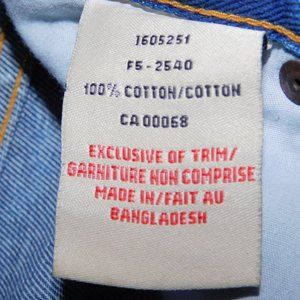 1605251
F5-2540
100% COTTON/COTTON
CA 00068
EXCLUSIVE OF TRIM/
GARNITURE NON COMPRISE
MADE IN/FAIT AU
BANGLADESH